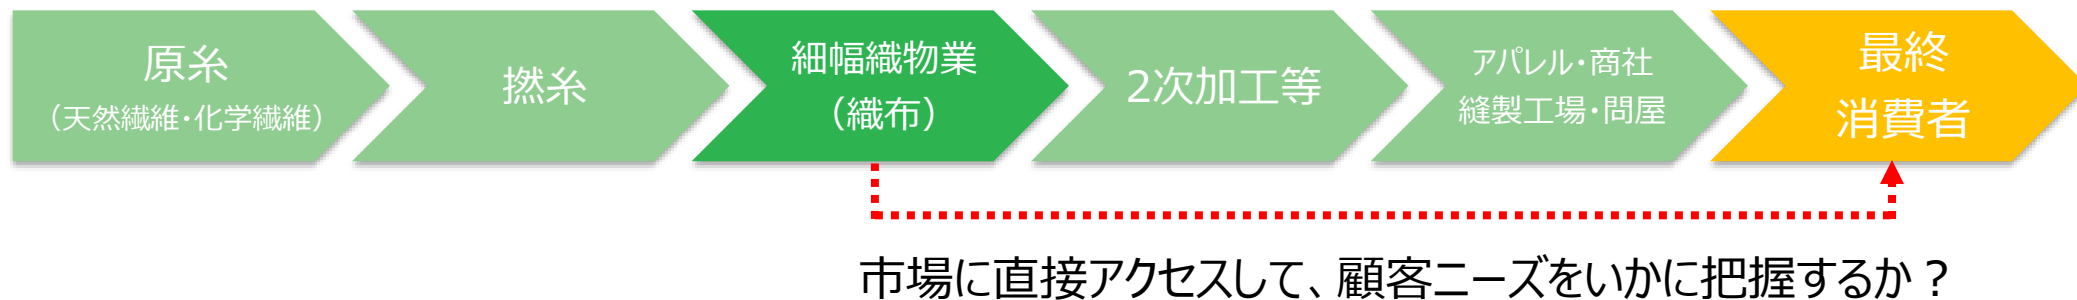 原糸
（天然繊維・化学繊維）
撚糸
細幅織物業
（織布）
2次加工等
アパレル・商社
縫製工場・問屋
最終
消費者
市場に直接アクセスして、顧客ニーズをいかに把握するか？